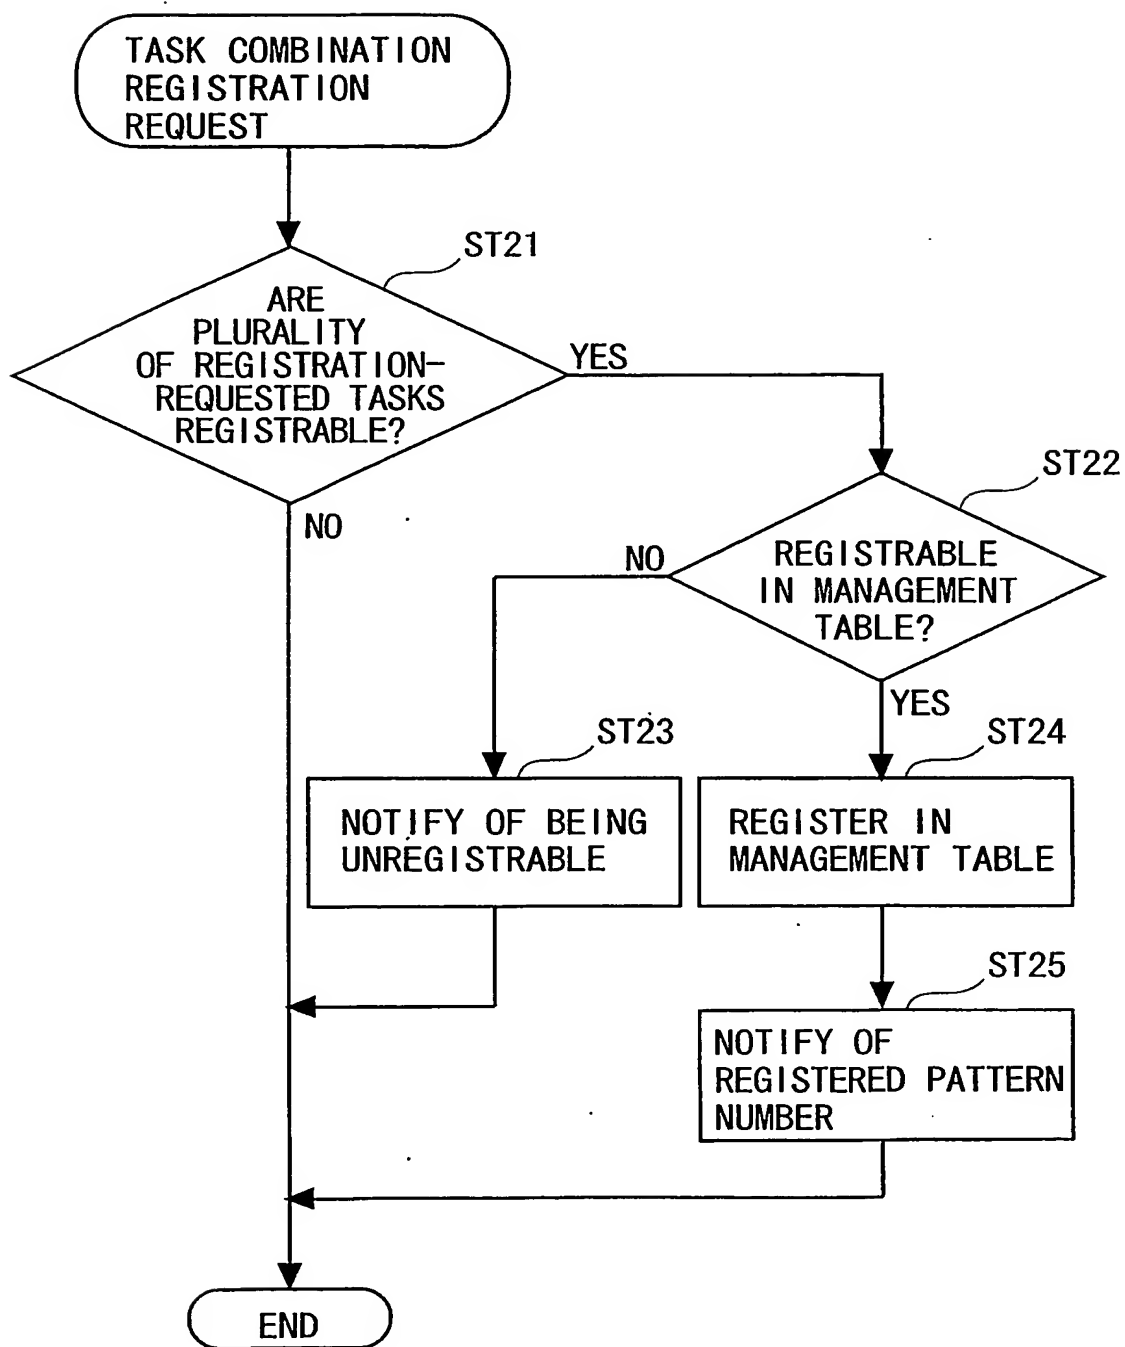 TASK COMBINATION
REGISTRATION
REQUEST
ST21
ARE
PLURALITY
OF REGISTRATION-
REQUESTED TASKS
REGISTRABLE?
YES
NO
ST22
REGISTRABLE
IN MANAGEMENT
TABLE?
NO
YES
ST23
NOTIFY OF BEING
UNREGISTRABLE
ST24
REGISTER IN
MANAGEMENT TABLE
ST25
NOTIFY OF
REGISTERED PATTERN
NUMBER
END